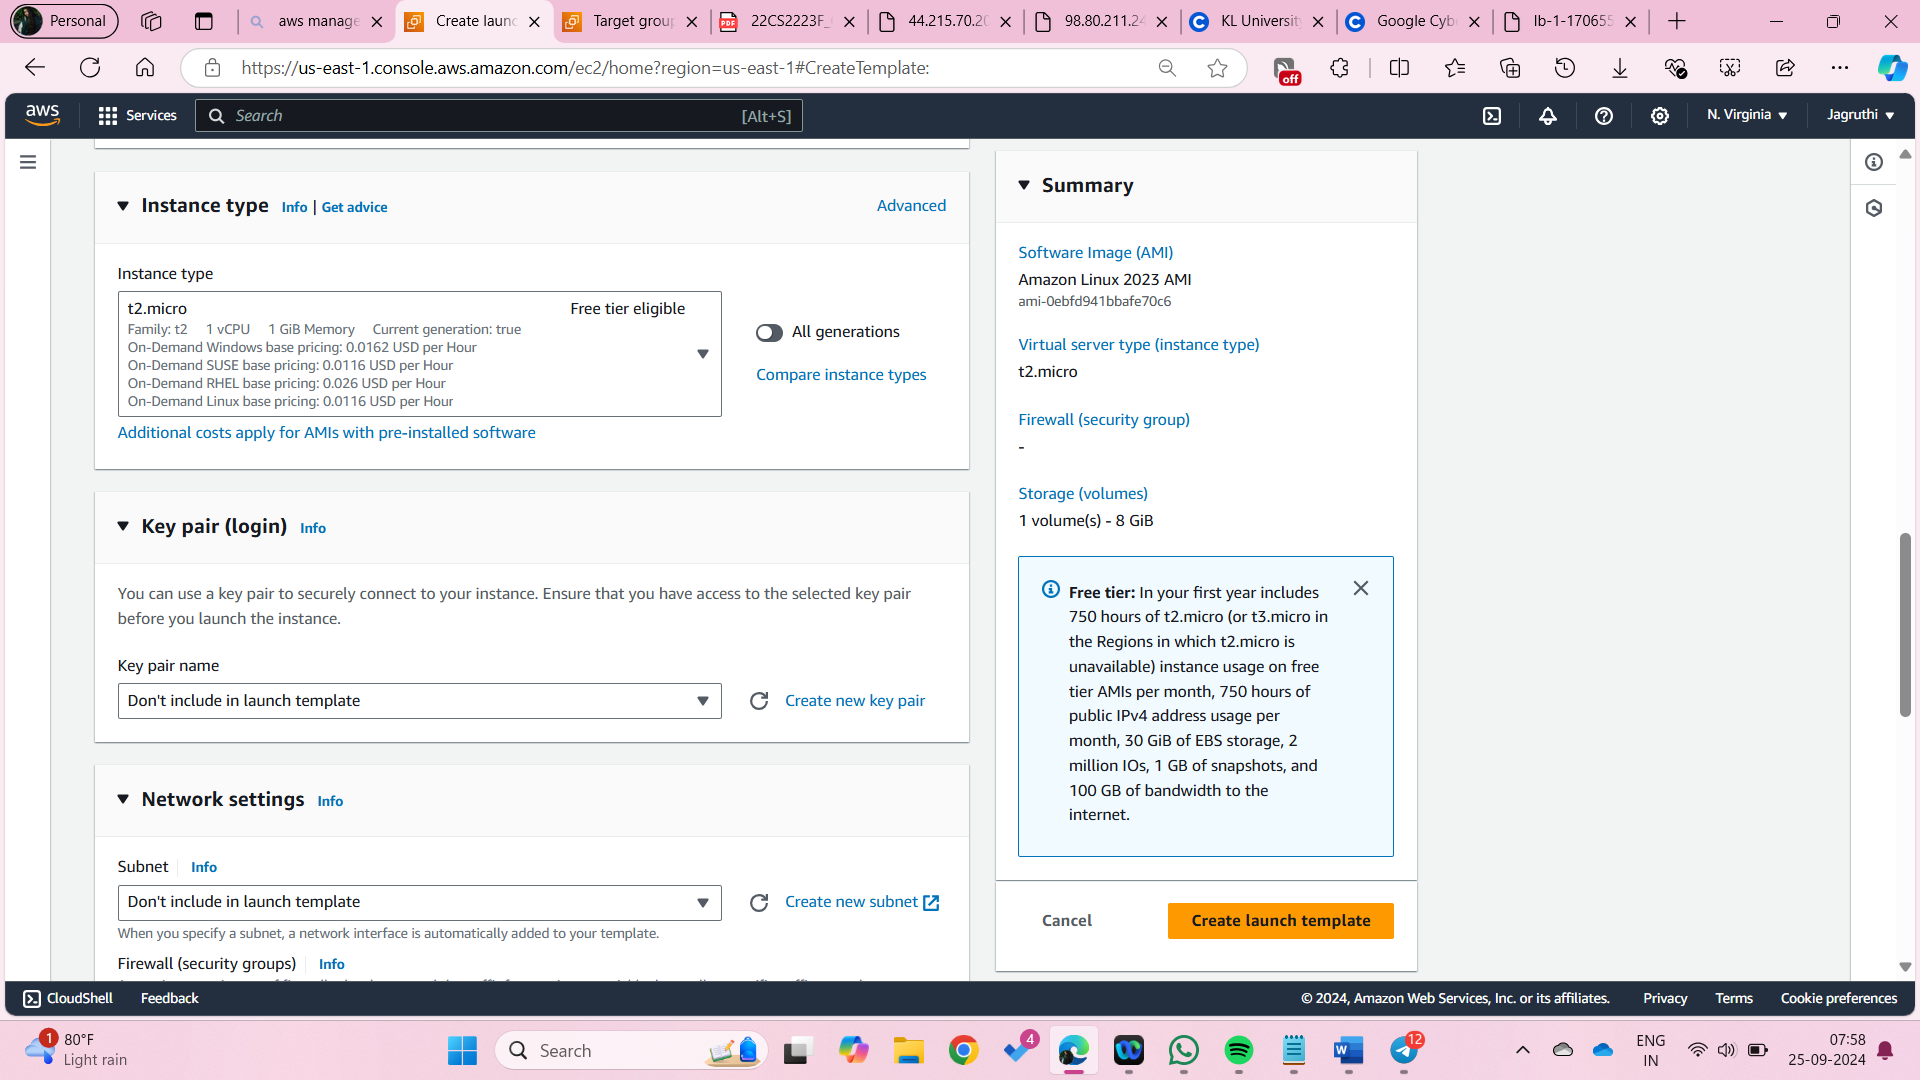 Personal
aws manage
Create launc
Target group
22CS2223F_
44.215.70.20
98.80.211.24
KL University
Google Cybe
lb-1-170655
https://us-east-1.console.aws.amazon.com/ec2/home?region=us-east-1#CreateTemplate:
off
aws
Services
Search
[Alt+S]
N. Virginia
Jagruthi
Instance type
Info | Get advice
Advanced
Instance type
t2.micro
Free tier eligible
Family: t2 1 vCPU 1 GiB Memory Current generation: true
On-Demand Windows base pricing: 0.0162 USD per Hour
On-Demand SUSE base pricing: 0.0116 USD per Hour
On-Demand RHEL base pricing: 0.026 USD per Hour
On-Demand Linux base pricing: 0.0116 USD per Hour
All generations
Compare instance types
Additional costs apply for AMIs with pre-installed software
Key pair (login)
Info
You can use a key pair to securely connect to your instance. Ensure that you have access to the selected key pair
before you launch the instance.
Key pair name
Don't include in launch template
Create new key pair
Network settings
Info
Subnet
Info
Don't include in launch template
Create new subnet
When you specify a subnet, a network interface is automatically added to your template.
Firewall (security groups)
Info
Summary
Software Image (AMI)
Amazon Linux 2023 AMI
ami-0ebfd941bbafe70c6
Virtual server type (instance type)
t2.micro
Firewall (security group)
-
Storage (volumes)
1 volume(s) - 8 GiB
Free tier: In your first year includes
750 hours of t2.micro (or t3.micro in
the Regions in which t2.micro is
unavailable) instance usage on free
tier AMIs per month, 750 hours of
public IPv4 address usage per
month, 30 GiB of EBS storage, 2
million IOs, 1 GB of snapshots, and
100 GB of bandwidth to the
internet.
Cancel
Create launch template
CloudShell
Feedback
© 2024, Amazon Web Services, Inc. or its affiliates.
Privacy
Terms
Cookie preferences
1
80°F
Light rain
Search
4
12
ENG
IN
07:58
25-09-2024